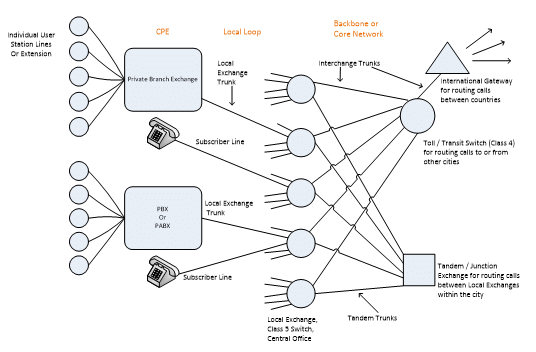 Individual User
Station Lines
Or Extension
CPE
Local Loop
Backbone or
Core Network
Private Branch Exchange
Local
Exchange
Trunk
Interchange Trunks
International Gateway
for routing calls
between countries
Subscriber Line
Toll / Transit Switch (Class 4)
for routing calls to or from
other cities
PBX
Or
PABX
Local Exchange
Trunk
Subscriber Line
Tandem / Junction
Exchange for routing calls
between Local Exchanges
within the city
Local Exchange,
Class 5 Switch,
Central Office
Tandem Trunks